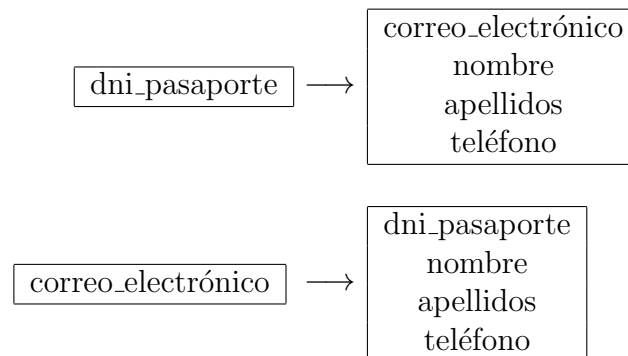 correo_electrónico
nombre
dni_pasaporte ⟶ apellidos
teléfono
dni_pasaporte
nombre
correo_electrónico ⟶ apellidos
teléfono